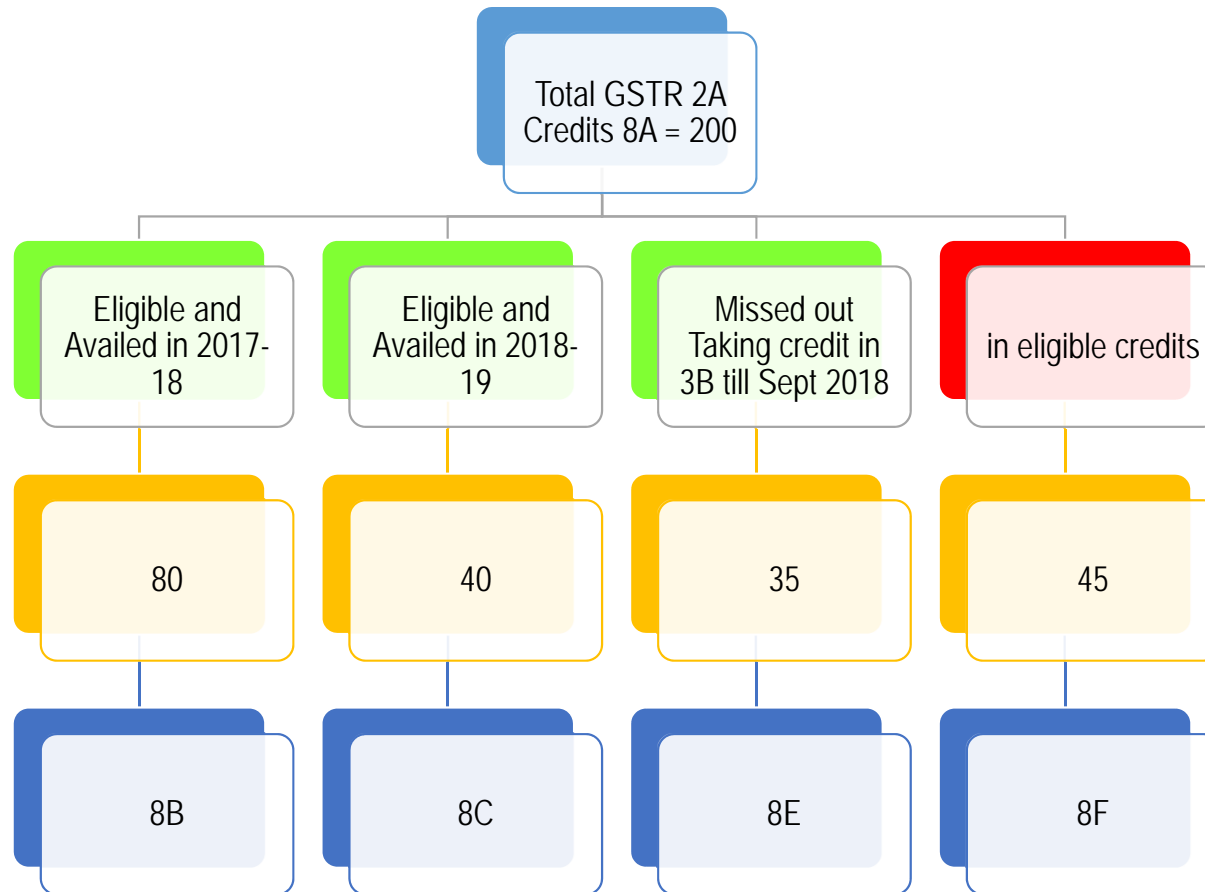 Total GSTR 2A
Credits 8A = 200
Eligible and
Availed in 2017-
18
Eligible and
Availed in 2018-
19
Missed out
Taking credit in
3B till Sept 2018
in eligible credits
80
40
35
45
8B
8C
8E
8F